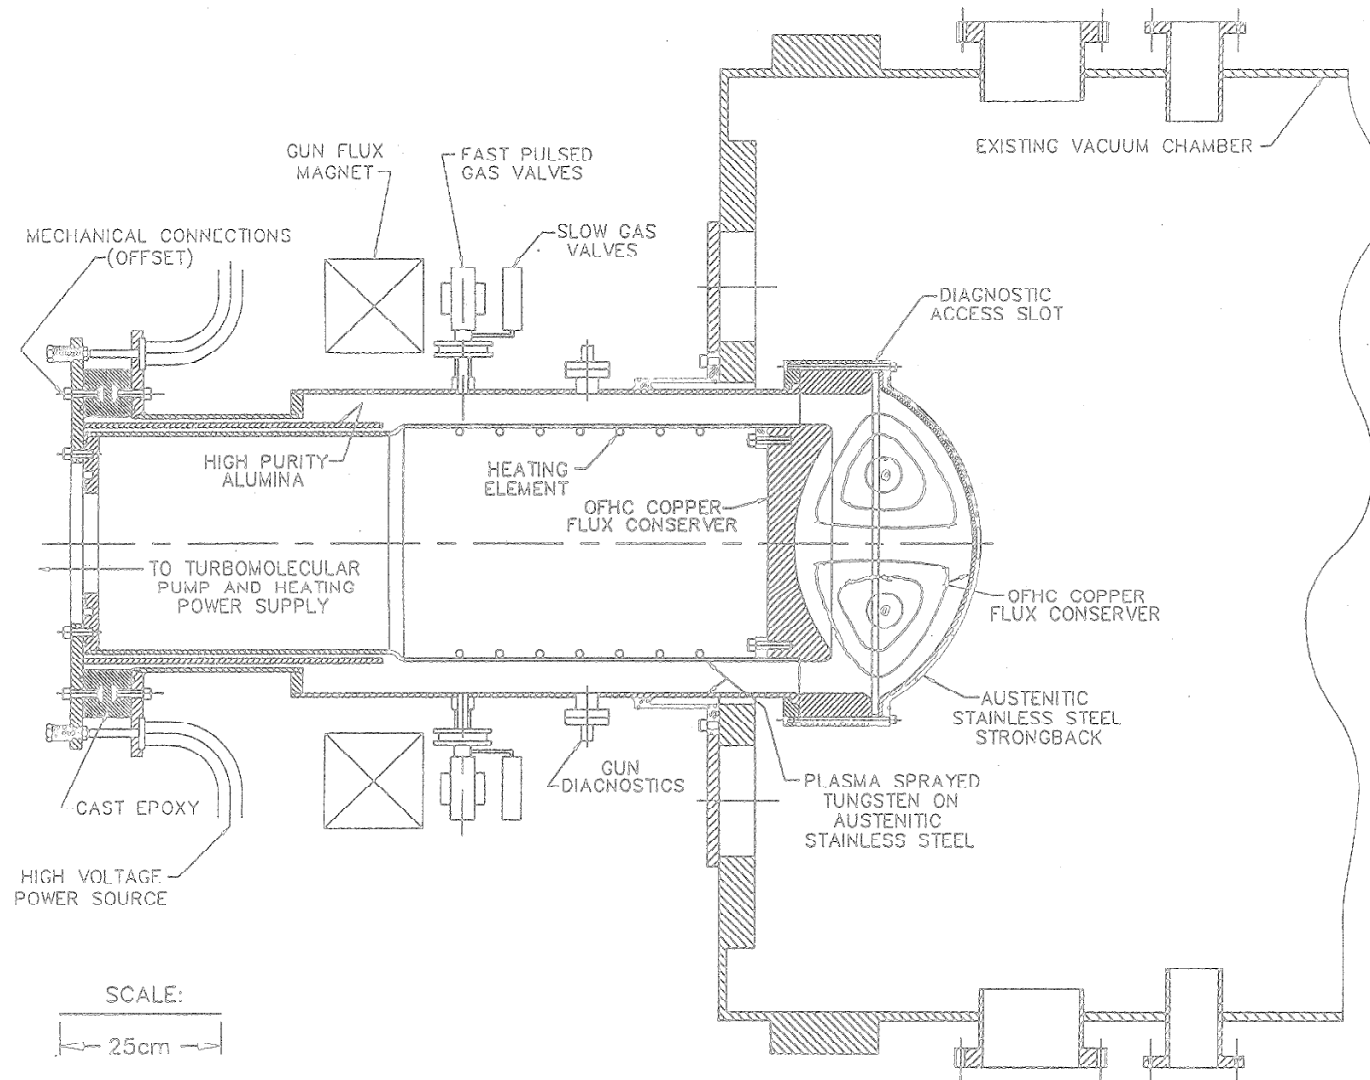 GUN FLUX
MAGNET
FAST PULSED
GAS VALVES
EXISTING VACUUM CHAMBER
MECHANICAL CONNECTIONS
(OFFSET)
SLOW GAS
VALVES
DIAGNOSTIC
ACCESS SLOT
HIGH PURITY
ALUMINA
HEATING
ELEMENT
OFHC COPPER
FLUX CONSERVER
TO TURBOMOLECULAR
PUMP AND HEATING
POWER SUPPLY
OFHC COPPER
FLUX CONSERVER
AUSTENITIC
STAINLESS STEEL
STRONGBACK
GUN
DIAGNOSTICS
PLASMA SPRAYED
TUNGSTEN ON
AUSTENITIC
STAINLESS STEEL
CAST EPOXY
HIGH VOLTAGE
POWER SOURCE
SCALE:
25cm